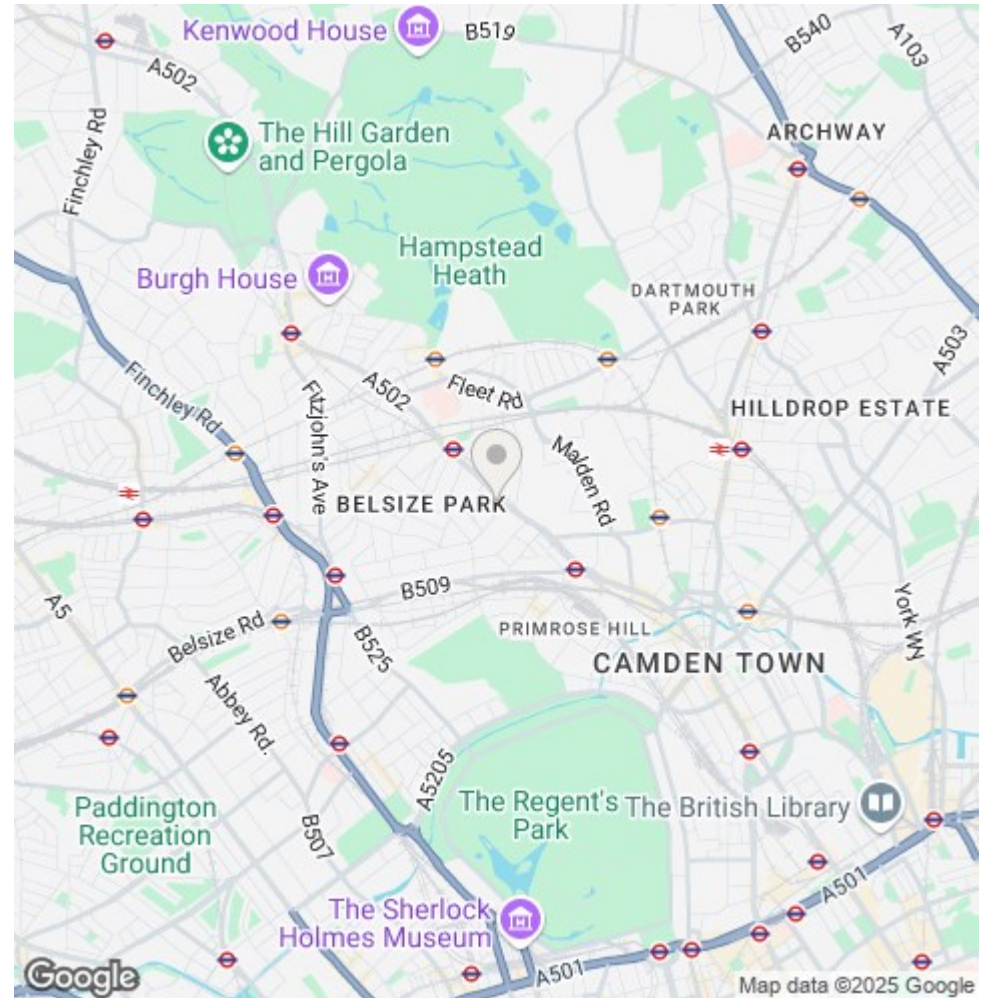 Kenwood House
B519
B540
A103
A502
The Hill Garden
and Pergola
ARCHWAY
Finchley Rd
Hampstead
Heath
Burgh House
DARTMOUTH
PARK
A503
Finchley Rd
A502
Fleet Rd
Fitzjohn's Ave
HILLDROP ESTATE
Malden Rd
BELSIZE PARK
B509
A5
Belsize Rd
B525
PRIMROSE HILL
York Wy
CAMDEN TOWN
Abbey Rd.
A5205
Paddington
Recreation
Ground
B507
The Regent's
Park
The British Library
A501
The Sherlock
Holmes Museum
A501
Google
Map data ©2025 Google